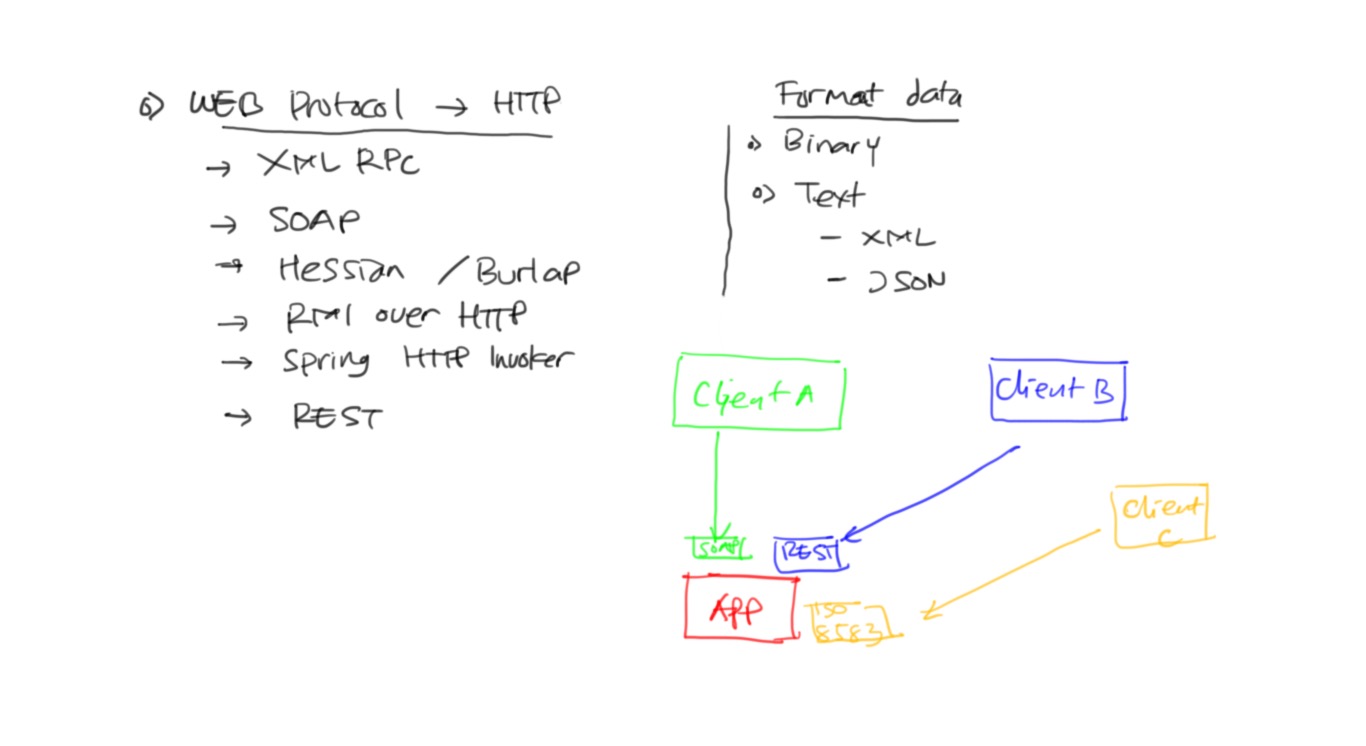 o) WEB Protocol → HTTP
→ XML RPC
→ SOAP
→ Hessian / Burlap
→ RMI over HTTP
→ Spring HTTP Invoker
→ REST
Format data
o) Binary
o) Text
- XML
- JSON
Client A
Client B
Client
C
SOAP
REST
APP
ISO
8583